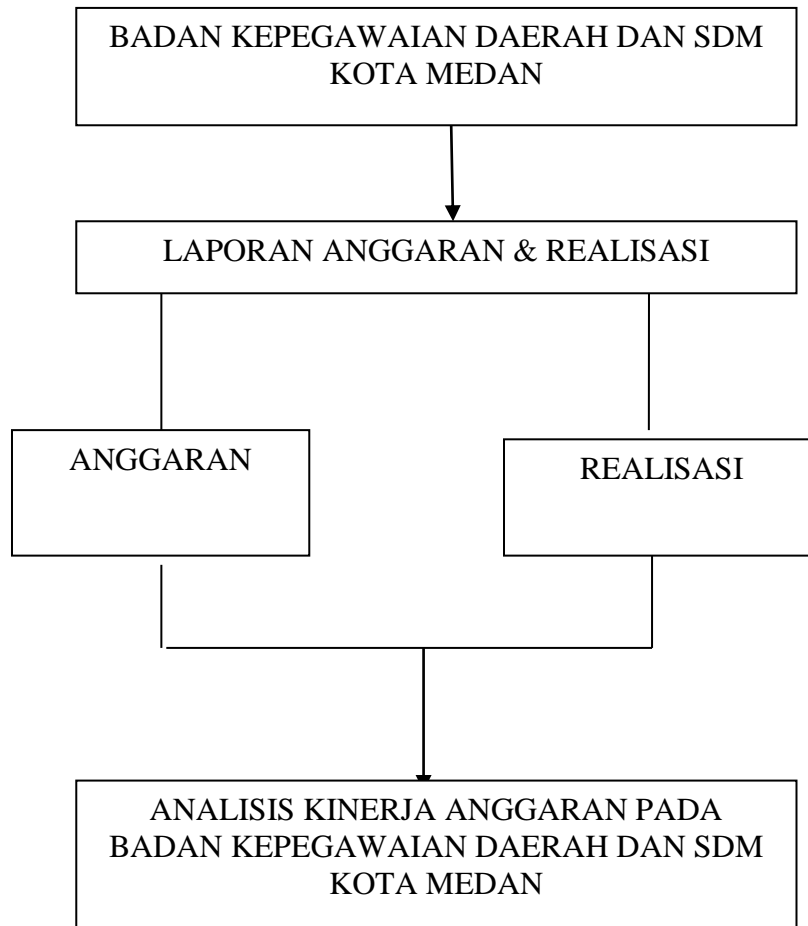 BADAN KEPEGAWAIAN DAERAH DAN SDM
KOTA MEDAN
LAPORAN ANGGARAN & REALISASI
ANGGARAN
REALISASI
ANALISIS KINERJA ANGGARAN PADA
BADAN KEPEGAWAIAN DAERAH DAN SDM
KOTA MEDAN